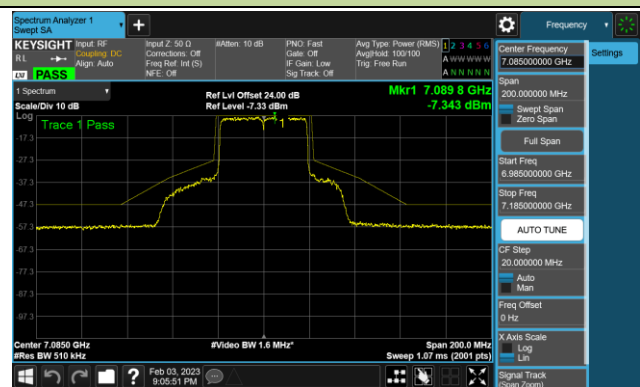 Spectrum Analyzer 1
Swept SA
+
Frequency
KEYSIGHT
Input: RF
Coupling: DC
Align: Auto
RL
LXI
PASS
Input Z: 50 Ω
Corrections: Off
Freq Ref: Int (S)
NFE: Off
#Atten: 10 dB
PNO: Fast
Gate: Off
IF Gain: Low
Sig Track: Off
Avg Type: Power (RMS)
Avg|Hold: 100/100
Trig: Free Run
1 2 3 4 5 6
A W W W W W
A N N N N N
1 Spectrum
Scale/Div 10 dB
Ref Lvl Offset 24.00 dB
Ref Level -7.33 dBm
Mkr1 7.089 8 GHz
-7.343 dBm
Log
Trace 1 Pass
1
-17.3
-27.3
-37.3
-47.3
-57.3
-67.3
-77.3
-87.3
-97.3
Center 7.0850 GHz
#Res BW 510 kHz
#Video BW 1.6 MHz*
Span 200.0 MHz
Sweep 1.07 ms (2001 pts)
Feb 03, 2023
9:05:51 PM
?
Center Frequency
7.085000000 GHz
Settings
Span
200.000000 MHz
Swept Span
Zero Span
Full Span
Start Freq
6.985000000 GHz
Stop Freq
7.185000000 GHz
AUTO TUNE
CF Step
20.000000 MHz
Auto
Man
Freq Offset
0 Hz
X Axis Scale
Log
Lin
Signal Track
(Span Zoom)